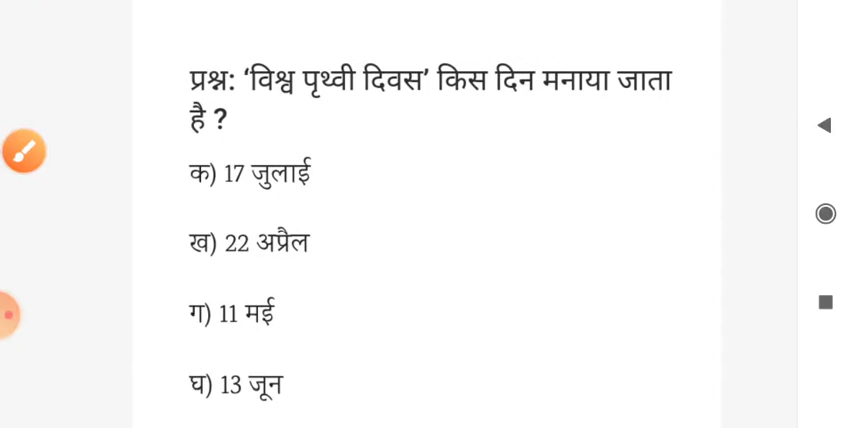 प्रश्न: ‘विश्व पृथ्वी दिवस’ किस दिन मनाया जाता
है ?
क) 17 जुलाई
ख) 22 अप्रैल
ग) 11 मई
घ) 13 जून